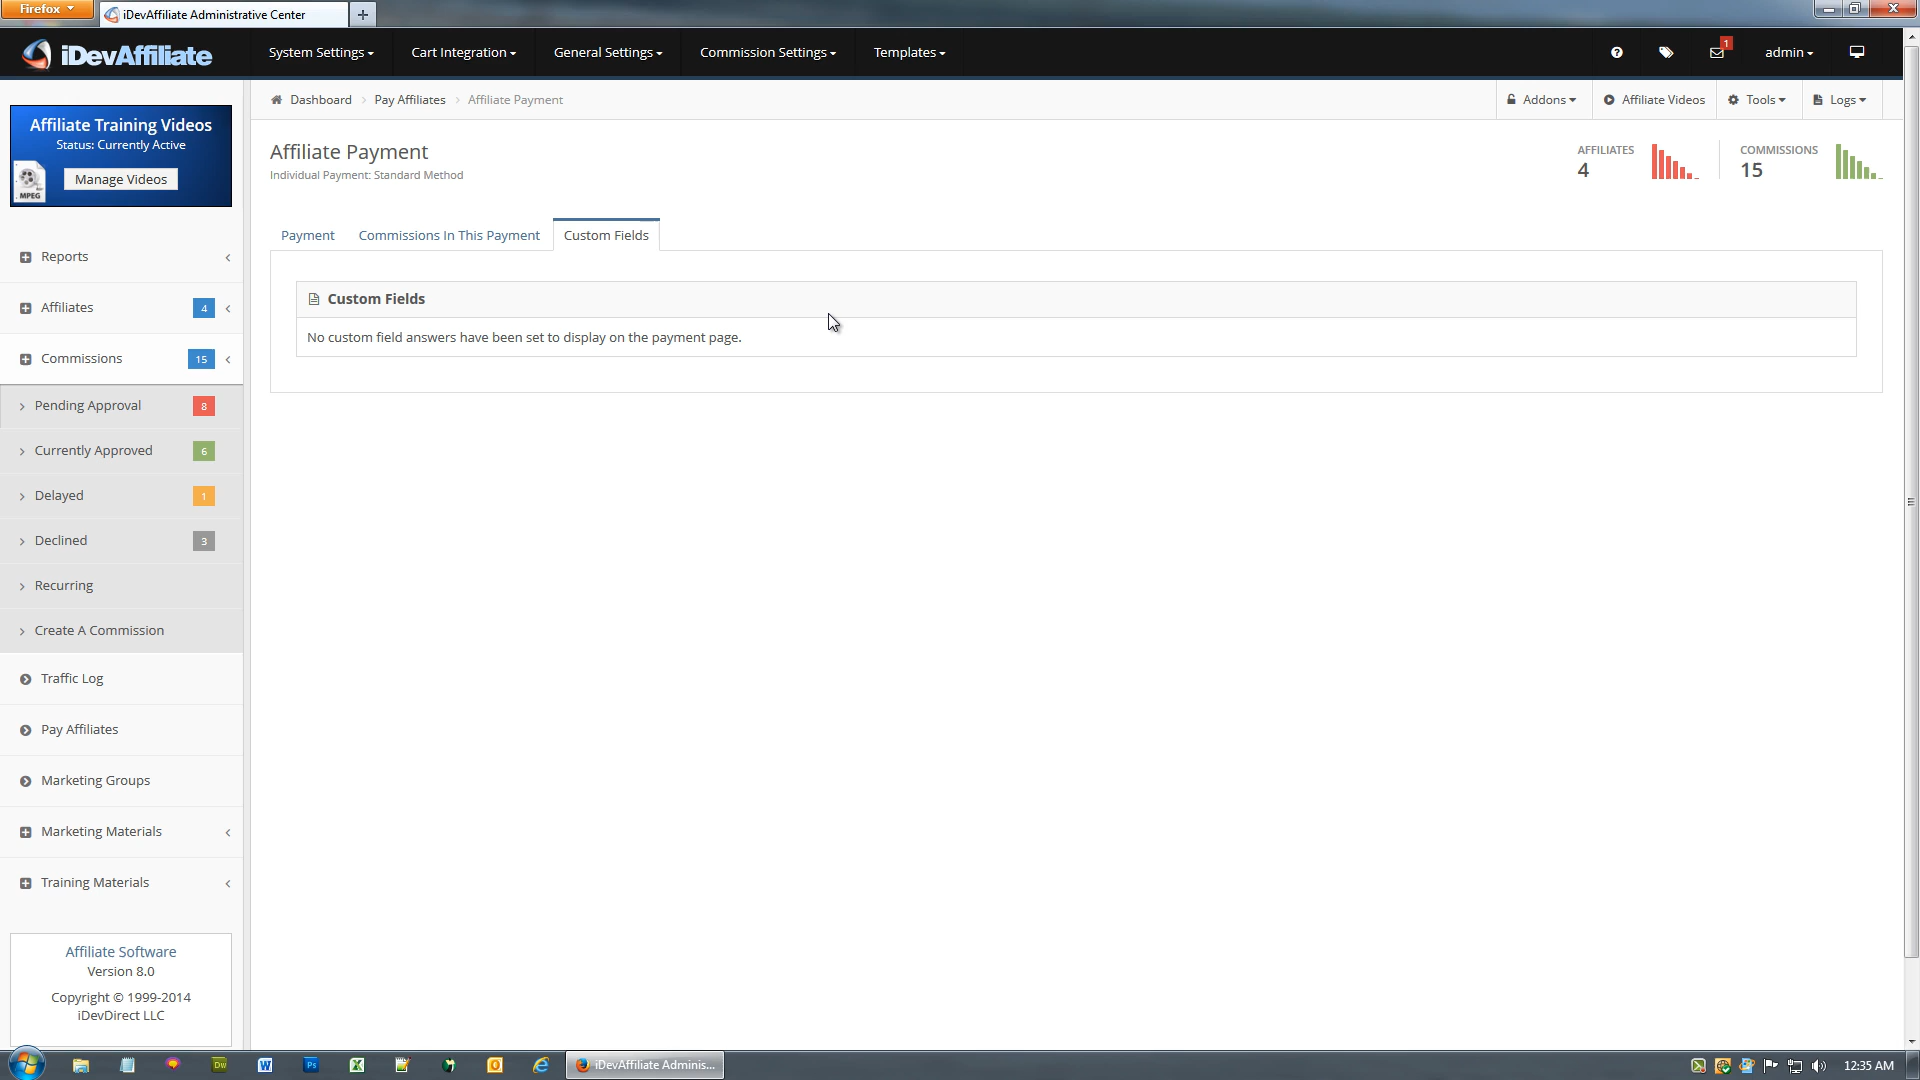 Firefox
iDevAffiliate Administrative Center
iDevAffiliate
System Settings
Cart Integration
General Settings
Commission Settings
Templates
1
admin
Affiliate Training Videos
Status: Currently Active
MPEG
Manage Videos
Dashboard
Pay Affiliates
Affiliate Payment
Addons
Affiliate Videos
Tools
Logs
Affiliate Payment
Individual Payment: Standard Method
AFFILIATES
4
COMMISSIONS
15
Payment
Commissions In This Payment
Custom Fields
Custom Fields
No custom field answers have been set to display on the payment page.
Reports
Affiliates 4
Commissions 15
Pending Approval 8
Currently Approved 6
Delayed 1
Declined 3
Recurring
Create A Commission
Traffic Log
Pay Affiliates
Marketing Groups
Marketing Materials
Training Materials
Affiliate Software
Version 8.0
Copyright © 1999-2014
iDevDirect LLC
Dw
W
Ps
iDevAffiliate Adminis...
12:35 AM